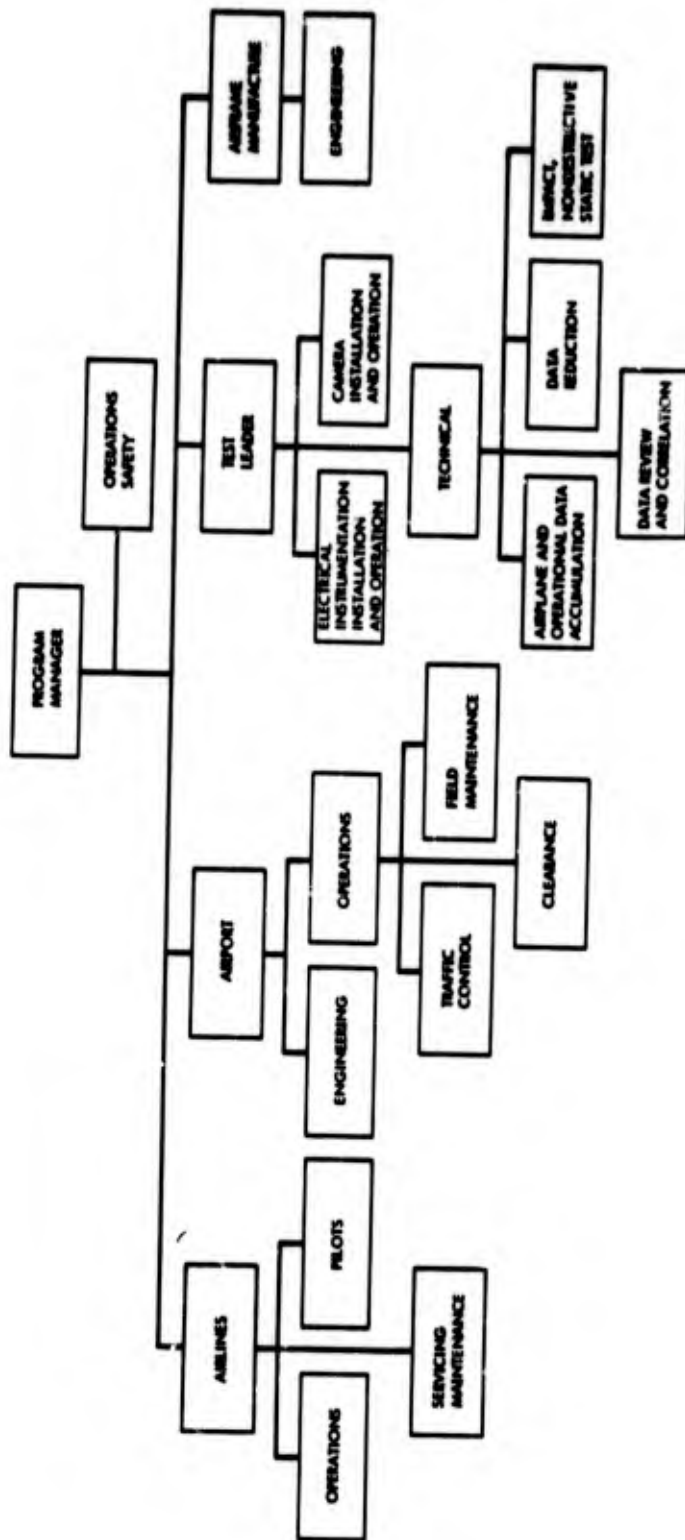 PROGRAM
MANAGER
OPERATIONS
SAFETY
AIRLINES
AIRPORT
TEST
LEADER
AIRFRAME
MANUFACTURE
OPERATIONS
PILOTS
SERVICING
MAINTENANCE
ENGINEERING
OPERATIONS
TRAFFIC
CONTROL
FIELD
MAINTENANCE
CLEARANCE
ELECTRICAL
INSTRUMENTATION
INSTALLATION
AND OPERATION
CAMERA
INSTALLATION
AND OPERATION
TECHNICAL
AIRPLANE AND
OPERATIONAL DATA
ACCUMULATION
DATA
REDUCTION
IMPACT,
NONDESTRUCTIVE
STATIC TEST
DATA REVIEW
AND CORRELATION
ENGINEERING